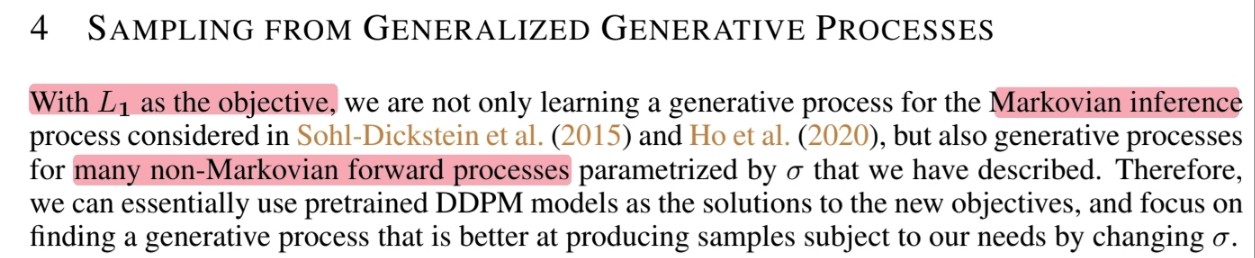 4 SAMPLING FROM GENERALIZED GENERATIVE PROCESSES
With L₁ as the objective, we are not only learning a generative process for the Markovian inference
process considered in Sohl-Dickstein et al. (2015) and Ho et al. (2020), but also generative processes
for many non-Markovian forward processes parametrized by σ that we have described. Therefore,
we can essentially use pretrained DDPM models as the solutions to the new objectives, and focus on
finding a generative process that is better at producing samples subject to our needs by changing σ.